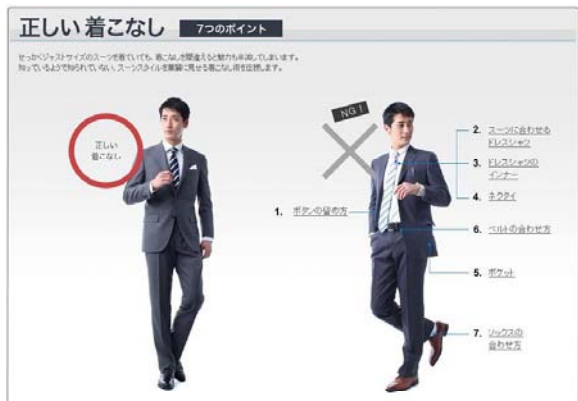 正しい着こなし 7つのポイント
せっかくジャストサイズのスーツを着ていても、着こなしを間違えると魅力も半減してしまいます。
知っているようで知られていない、スーツスタイルを素敵に見せる着こなし術を伝授します。
正しい
着こなし
NG!
1. ボタンの留め方
2. スーツに合わせる
ドレスシャツ
3. ドレスシャツの
インナー
4. ネクタイ
6. ベルトの合わせ方
5. ポケット
7. ソックスの
合わせ方